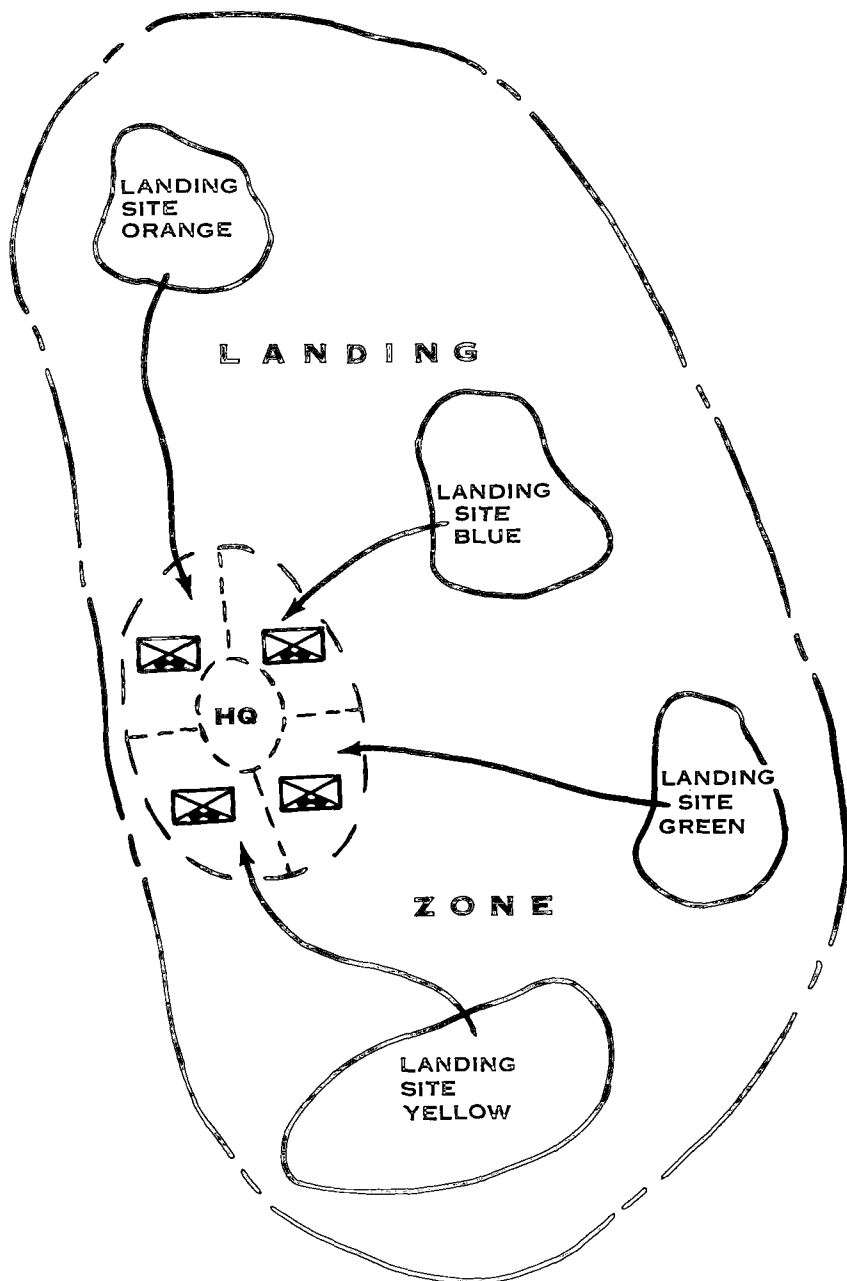 LANDING
SITE
ORANGE
LANDING
LANDING
SITE
BLUE
HQ
LANDING
SITE
GREEN
ZONE
LANDING
SITE
YELLOW